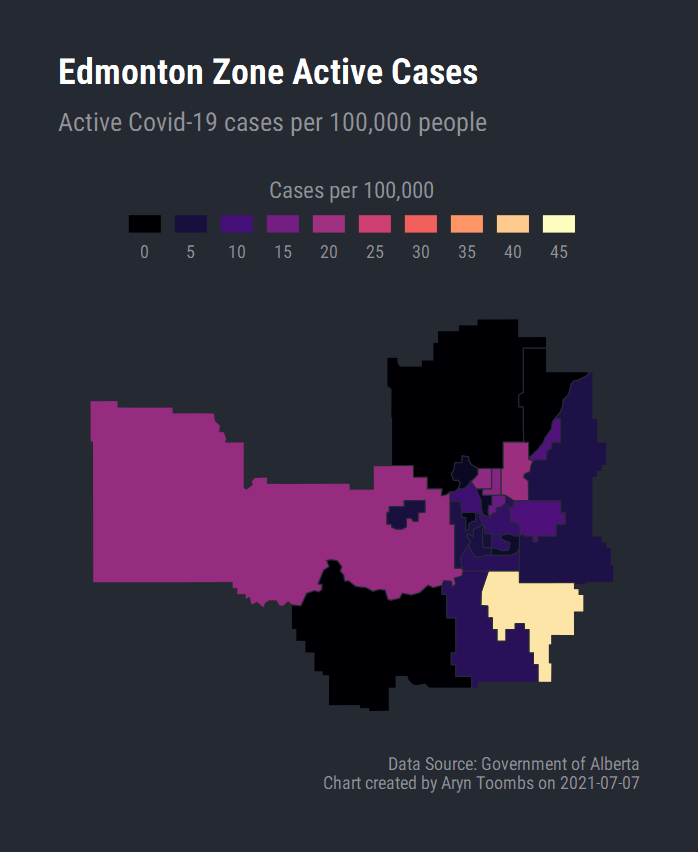 Edmonton Zone Active Cases
Active Covid-19 cases per 100,000 people
Cases per 100,000
0 5 10 15 20 25 30 35 40 45
Data Source: Government of Alberta
Chart created by Aryn Toombs on 2021-07-07